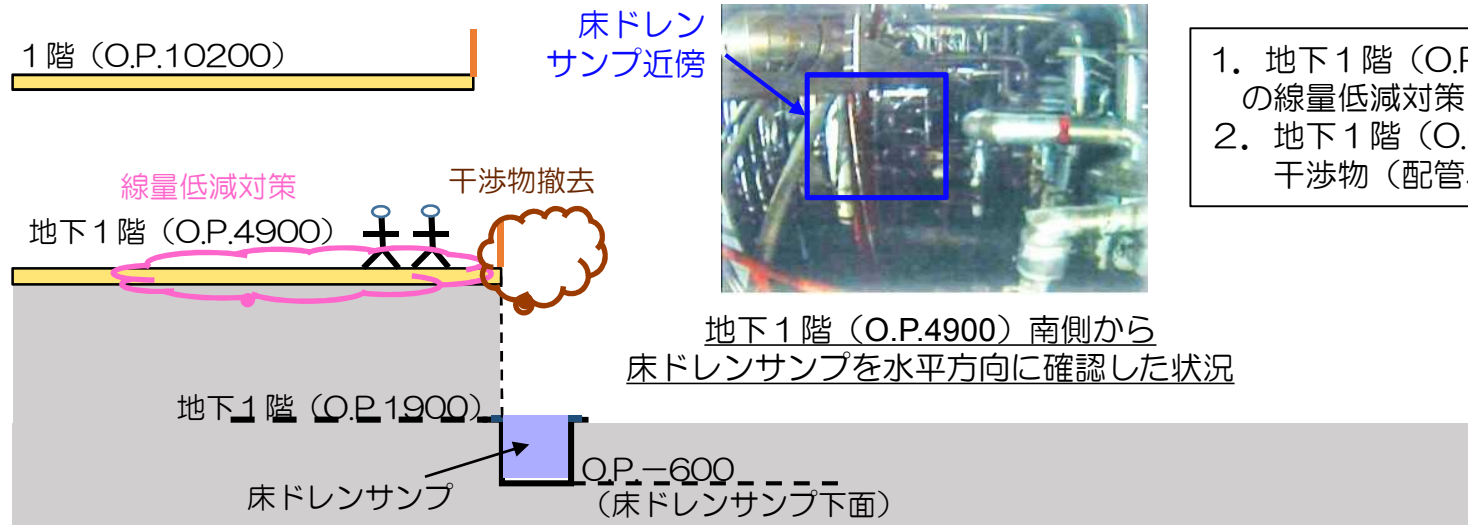 1階（O.P.10200）
線量低減対策
干渉物撤去
地下1階（O.P.4900）
地下1階（O.P.1900）
床ドレンサンプ
O.P.－600
（床ドレンサンプ下面）
床ドレン
サンプ近傍
地下1階（O.P.4900）南側から
床ドレンサンプを水平方向に確認した状況
1．地下1階（O.P
の線量低減対策
2．地下1階（O.
干渉物（配管